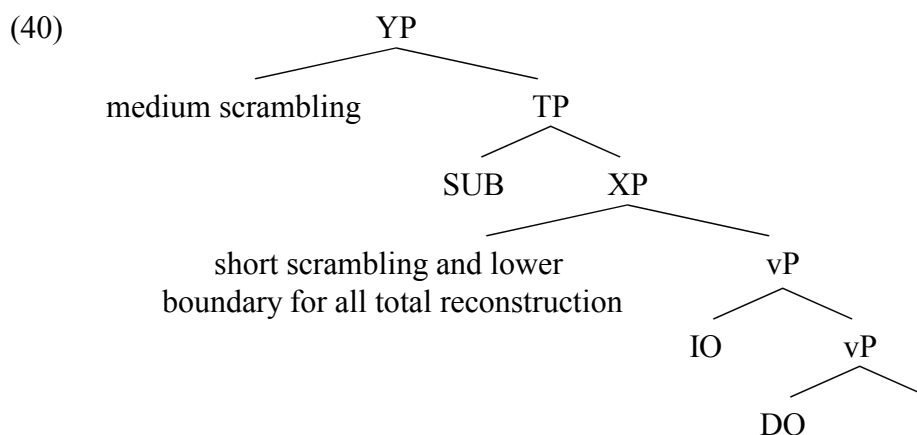 (40) YP
medium scrambling TP
SUB XP
short scrambling and lower vP
boundary for all total reconstruction
IO vP
DO